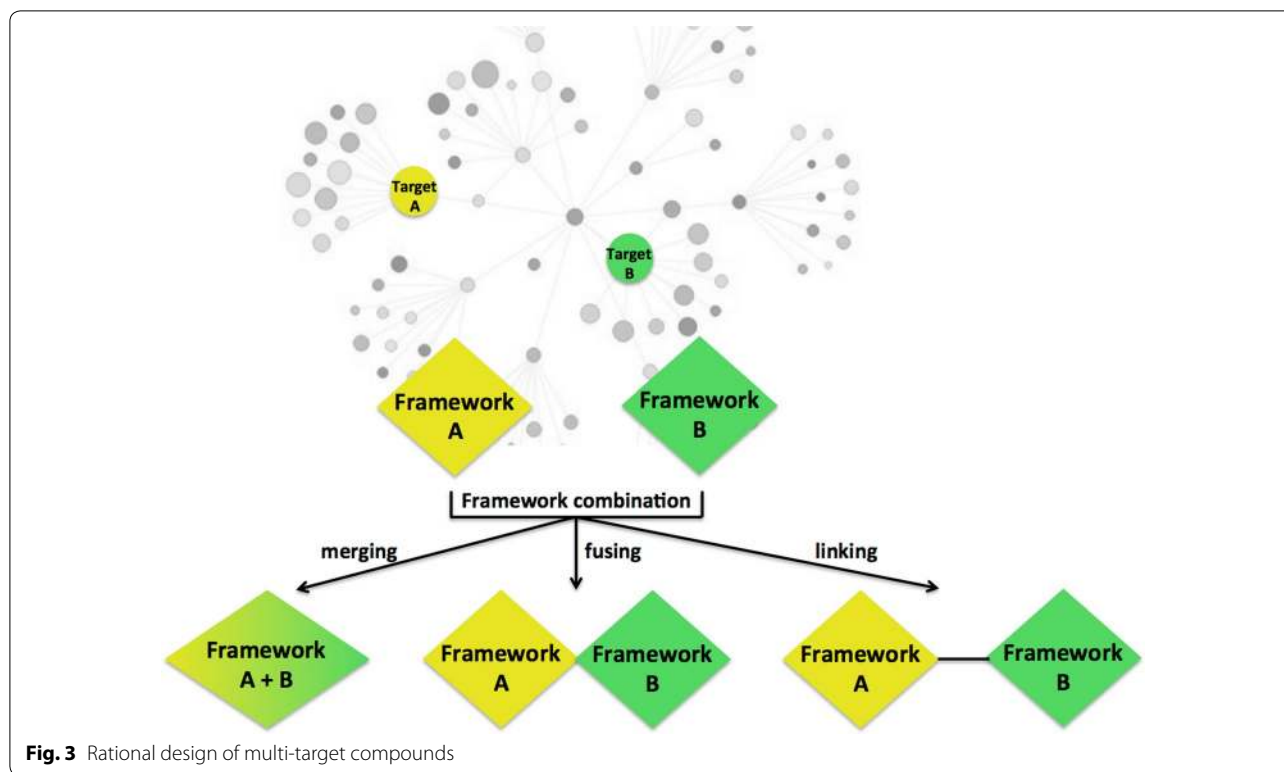 Target
A
Target
B
Framework
A
Framework
B
Framework combination
merging
fusing
linking
Framework
A + B
Framework
A
Framework
B
Framework
A
Framework
B
Fig. 3 Rational design of multi-target compounds